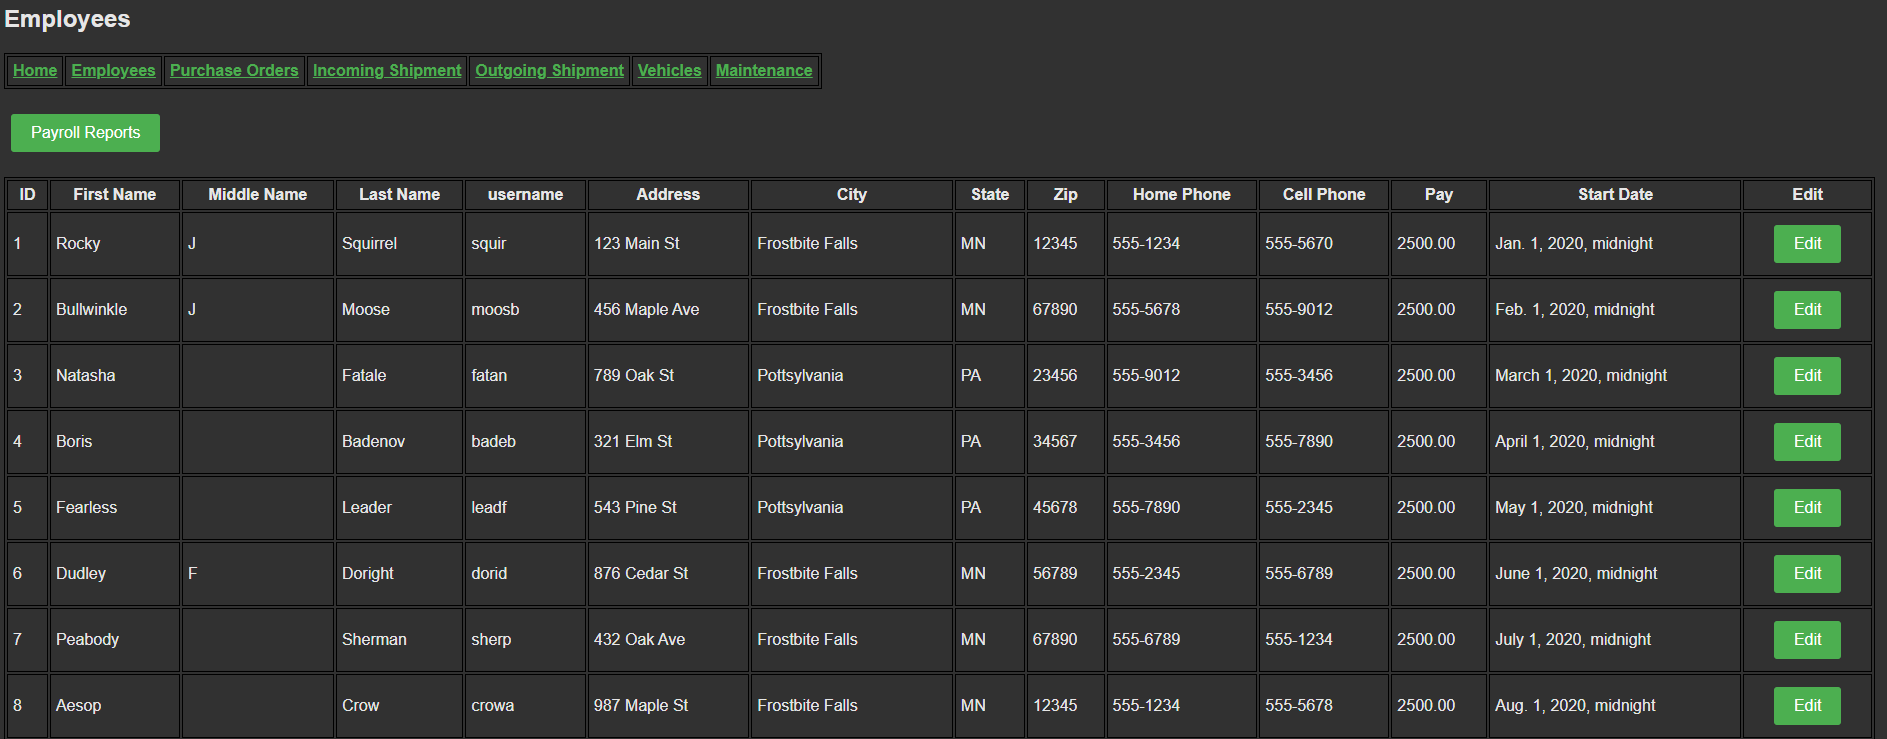 Employees
Home Employees Purchase Orders Incoming Shipment Outgoing Shipment Vehicles Maintenance
Payroll Reports
ID First Name Middle Name Last Name username Address City State Zip Home Phone Cell Phone Pay Start Date Edit
1 Rocky J Squirrel squir 123 Main St Frostbite Falls MN 12345 555-1234 555-5670 2500.00 Jan. 1, 2020, midnight Edit
2 Bullwinkle J Moose moosb 456 Maple Ave Frostbite Falls MN 67890 555-5678 555-9012 2500.00 Feb. 1, 2020, midnight Edit
3 Natasha Fatale fatan 789 Oak St Pottsylvania PA 23456 555-9012 555-3456 2500.00 March 1, 2020, midnight Edit
4 Boris Badenov badeb 321 Elm St Pottsylvania PA 34567 555-3456 555-7890 2500.00 April 1, 2020, midnight Edit
5 Fearless Leader leadf 543 Pine St Pottsylvania PA 45678 555-7890 555-2345 2500.00 May 1, 2020, midnight Edit
6 Dudley F Doright dorid 876 Cedar St Frostbite Falls MN 56789 555-2345 555-6789 2500.00 June 1, 2020, midnight Edit
7 Peabody Sherman sherp 432 Oak Ave Frostbite Falls MN 67890 555-6789 555-1234 2500.00 July 1, 2020, midnight Edit
8 Aesop Crow crowa 987 Maple St Frostbite Falls MN 12345 555-1234 555-5678 2500.00 Aug. 1, 2020, midnight Edit